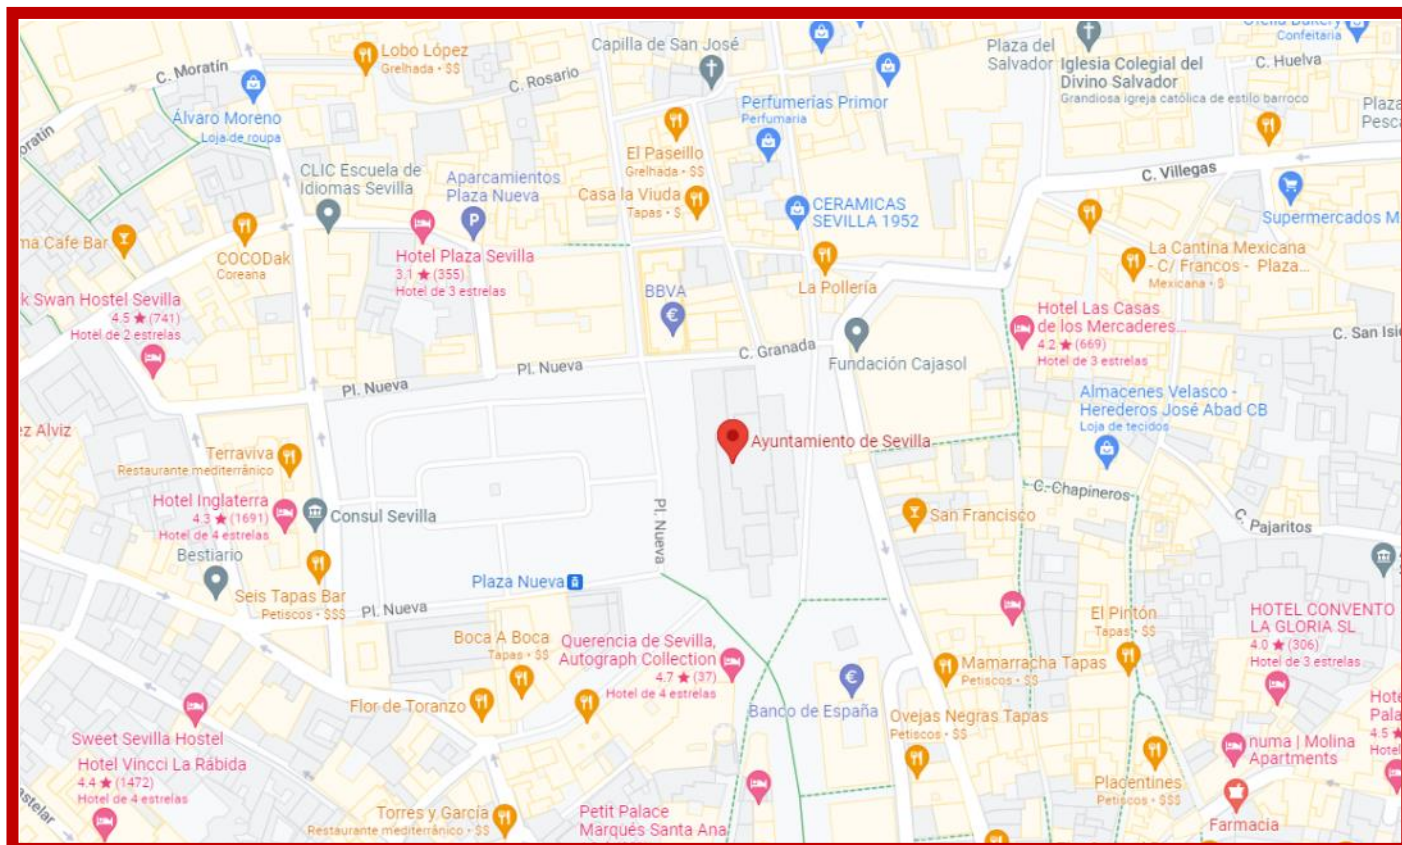 Lobo López
Grelhada • $$
C. Moratín
Álvaro Moreno
Loja de roupa
C. Rosario
Capilla de San José
Perfumerías Primor
Perfumaria
Plaza del
Salvador
Iglesia Colegial del
Divino Salvador
Grandiosa igreja católica de estilo barroco
Confeitaria
C. Huelva
CLIC Escuela de
Idiomas Sevilla
Aparcamientos
Plaza Nueva
El Paseillo
Grelhada • $$
Casa la Viuda
Tapas • $
CERAMICAS
SEVILLA 1952
C. Villegas
Supermercados M
COCODak
Coreana
Hotel Plaza Sevilla
3.1 ★ (355)
Hotel de 3 estrelas
La Pollería
La Cantina Mexicana
- C/ Francos - Plaza...
Mexicana • $
k Swan Hostel Sevilla
4.5 ★ (741)
Hotel de 2 estrelas
BBVA
Hotel Las Casas
de los Mercaderes...
4.2 ★ (669)
Hotel de 3 estrelas
C. San Isi
Pl. Nueva
Pl. Nueva
C. Granada
Fundación Cajasol
Almacenes Velasco -
Herederos José Abad CB
Loja de tecidos
z Alviz
Terraviva
Restaurante mediterrânico
Ayuntamiento de Sevilla
Hotel Inglaterra
4.3 ★ (1691)
Hotel de 4 estrelas
Consul Sevilla
Pl. Nueva
San Francisco
C. Chapineros
C. Pajaritos
Bestiario
Seis Tapas Bar
Petiscos • $$$
Plaza Nueva
Pl. Nueva
Boca A Boca
Tapas • $$
Querencia de Sevilla,
Autograph Collection
4.7 ★ (37)
Hotel de 4 estrelas
El Pintón
Tapas • $$
HOTEL CONVENTO
LA GLORIA SL
4.0 ★ (306)
Hotel de 3 estrelas
Mamarracha Tapas
Petiscos • $$
Flor de Toranzo
Banco de España
Ovejas Negras Tapas
Petiscos • $$
Sweet Sevilla Hostel
Hotel Vincci La Rábida
4.4 ★ (1472)
Hotel de 4 estrelas
numa | Molina
Apartments
Placentines
Petiscos • $$$
Torres y García
Restaurante mediterrânico • $$
Petit Palace
Marqués Santa Ana
Farmacia